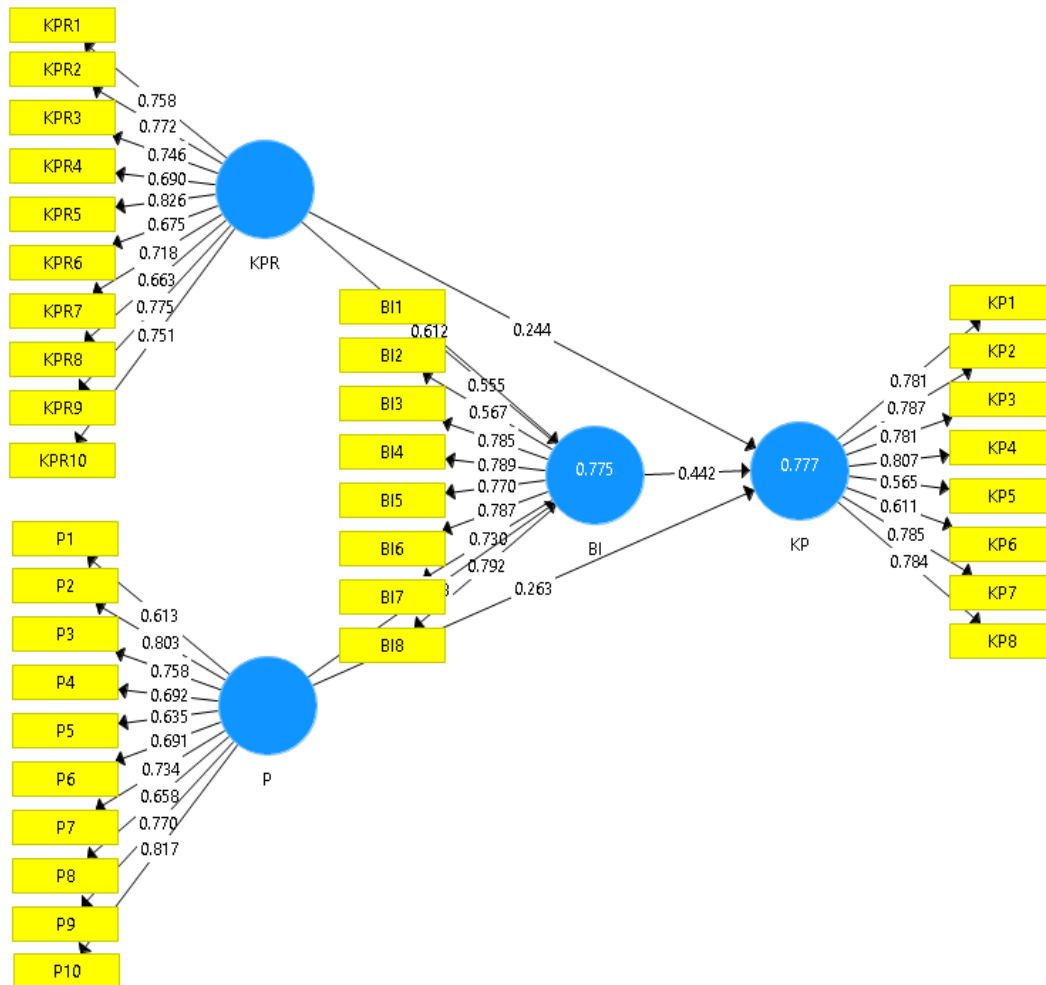 KPR1
KPR2
KPR3
KPR4
KPR5
KPR6
KPR7
KPR8
KPR9
KPR10
0.758
0.772
0.746
0.690
0.826
0.675
0.718
0.663
0.775
0.751
KPR
P1
P2
P3
P4
P5
P6
P7
P8
P9
P10
0.613
0.803
0.758
0.692
0.635
0.691
0.734
0.658
0.770
0.817
P
BI1
BI2
BI3
BI4
BI5
BI6
BI7
BI8
0.612
0.555
0.567
0.785
0.789
0.770
0.787
0.730
0.792
0.775
BI
0.244
0.442
0.263
0.777
KP
0.781
0.787
0.781
0.807
0.565
0.611
0.785
0.784
KP1
KP2
KP3
KP4
KP5
KP6
KP7
KP8